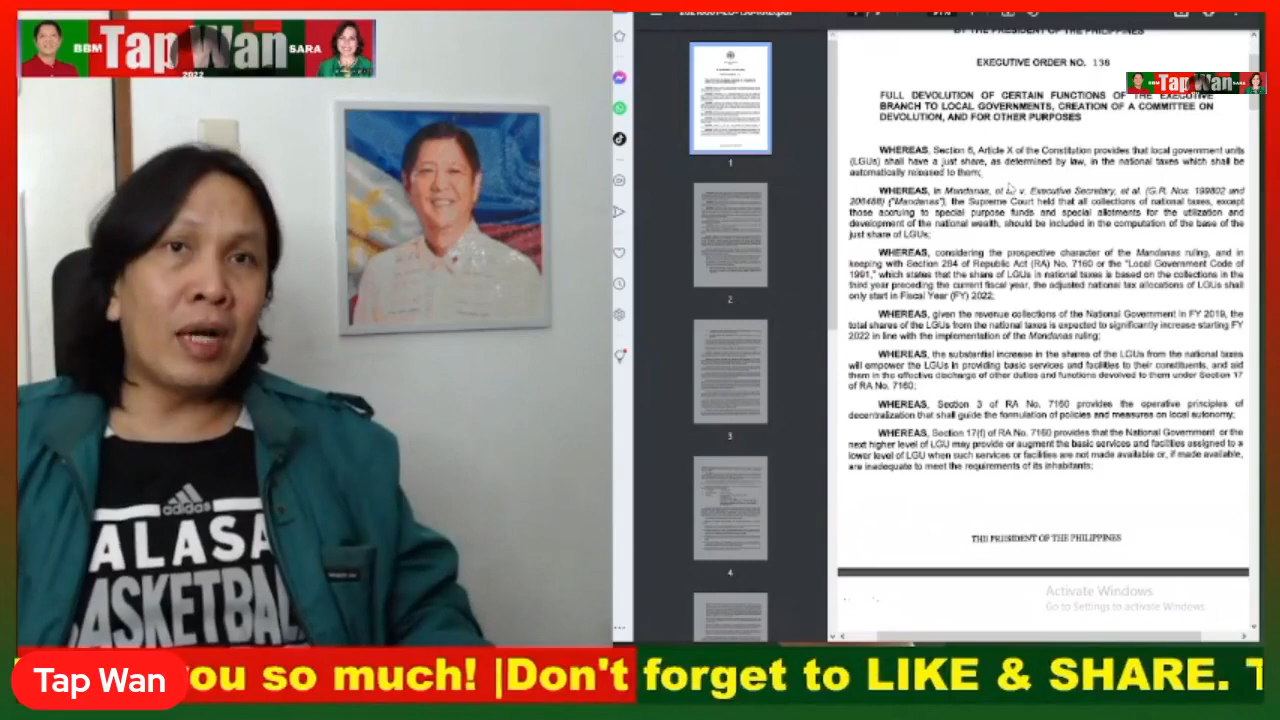 BBM Tap Wan SARA
2022
BY THE PRESIDENT OF THE PHILIPPINES
EXECUTIVE ORDER NO. 138
BBM Tap Wan SARA
FULL DEVOLUTION OF CERTAIN FUNCTIONS OF THE EXECUTIVE
BRANCH TO LOCAL GOVERNMENTS, CREATION OF A COMMITTEE ON
DEVOLUTION, AND FOR OTHER PURPOSES
WHEREAS, Section 6, Article X of the Constitution provides that local government units
(LGUs) shall have a just share, as determined by law, in the national taxes which shall be
automatically released to them;
WHEREAS, in Mandanas, et v. Executive Secretary, et al. (G.R. Nos. 199802 and
208488) ("Mandanas"), the Supreme Court held that all collections of national taxes, except
those accruing to special purpose funds and special allotments for the utilization and
development of the national wealth, should be included in the computation of the base of the
just share of LGUs;
WHEREAS, considering the prospective character of the Mandanas ruling, and in
keeping with Section 284 of Republic Act (RA) No. 7160 or the "Local Government Code of
1991," which states that the share of LGUs in national taxes is based on the collections in the
third year preceding the current fiscal year, the adjusted national tax allocations of LGUs shall
only start in Fiscal Year (FY) 2022;
WHEREAS, given the revenue collections of the National Government in FY 2019, the
total shares of the LGUs from the national taxes is expected to significantly increase starting FY
2022 in line with the implementation of the Mandanas ruling;
WHEREAS, the substantial increase in the shares of the LGUs from the national taxes
will empower the LGUs in providing basic services and facilities to their constituents, and aid
them in the effective discharge of other duties and functions devolved to them under Section 17
of RA No. 7160;
WHEREAS, Section 3 of RA No. 7160 provides the operative principles of
decentralization that shall guide the formulation of policies and measures on local autonomy;
WHEREAS, Section 17(f) of RA No. 7160 provides that the National Government or the
next higher level of LGU may provide or augment the basic services and facilities assigned to a
lower level of LGU when such services or facilities are not made available or, if made available,
are inadequate to meet the requirements of its inhabitants;
THE PRESIDENT OF THE PHILIPPINES
Activate Windows
Go to Settings to activate Windows
1
2
3
4
adidas
ALASA
ASKETBAL
Tap Wan
ou so much! |Don't forget to LIKE & SHARE. T